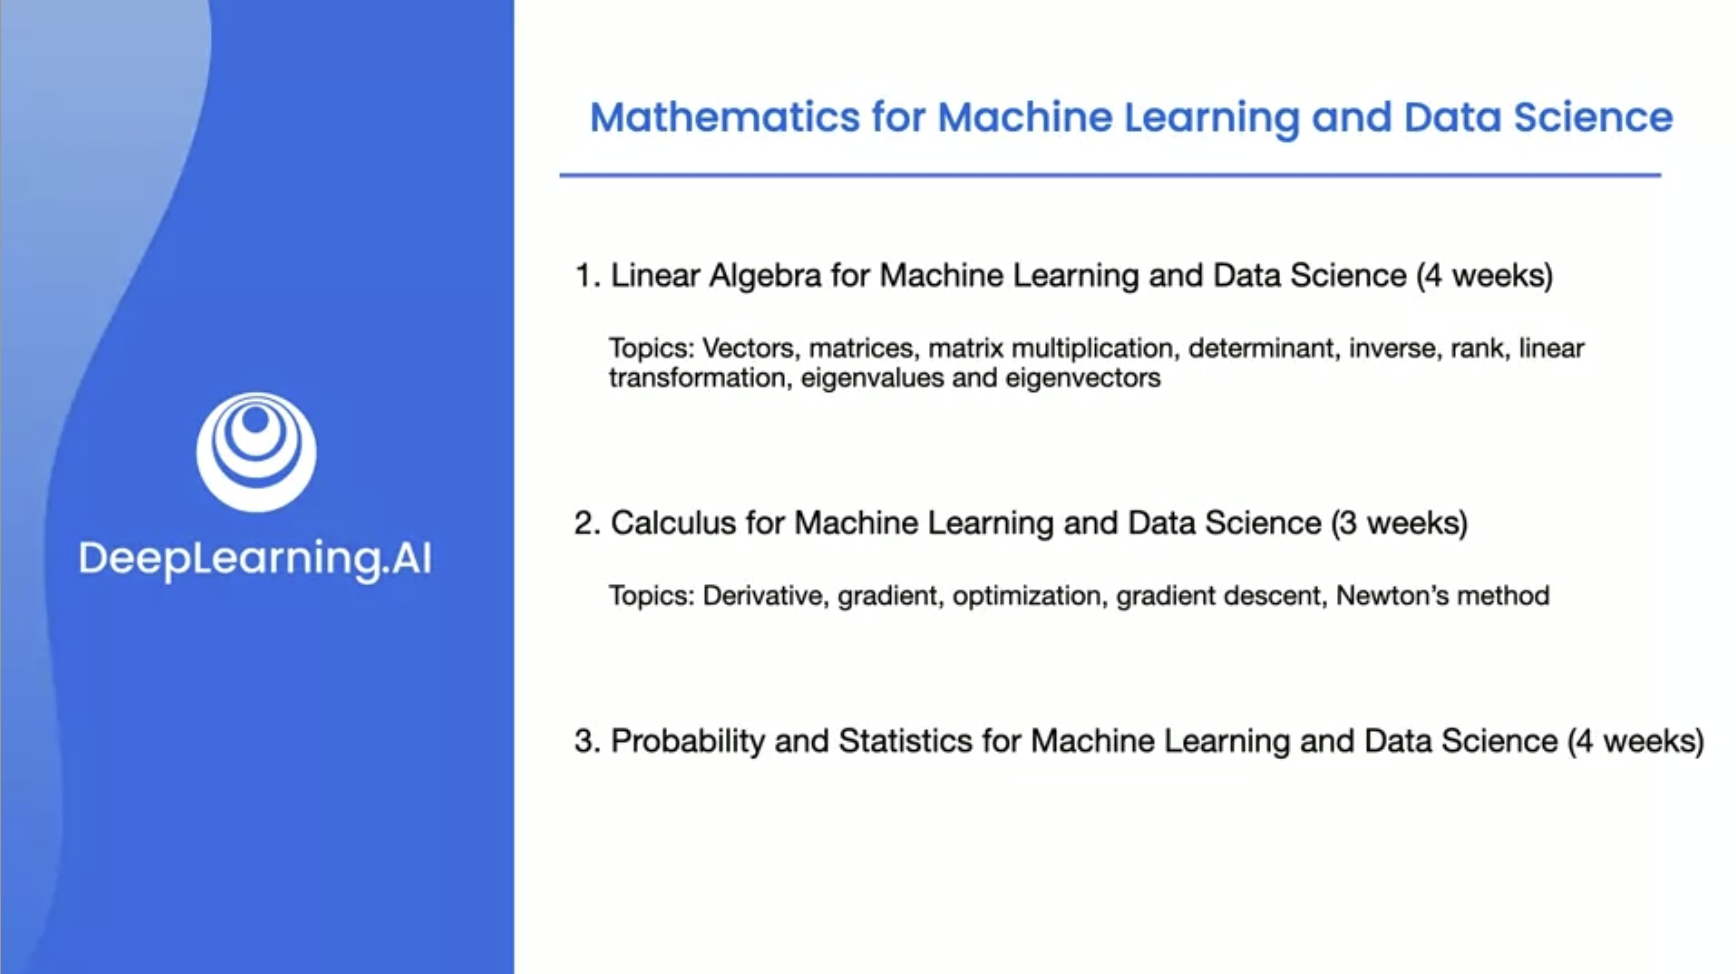 Mathematics for Machine Learning and Data Science
1. Linear Algebra for Machine Learning and Data Science (4 weeks)
Topics: Vectors, matrices, matrix multiplication, determinant, inverse, rank, linear
transformation, eigenvalues and eigenvectors
2. Calculus for Machine Learning and Data Science (3 weeks)
Topics: Derivative, gradient, optimization, gradient descent, Newton’s method
3. Probability and Statistics for Machine Learning and Data Science (4 weeks)
DeepLearning.AI